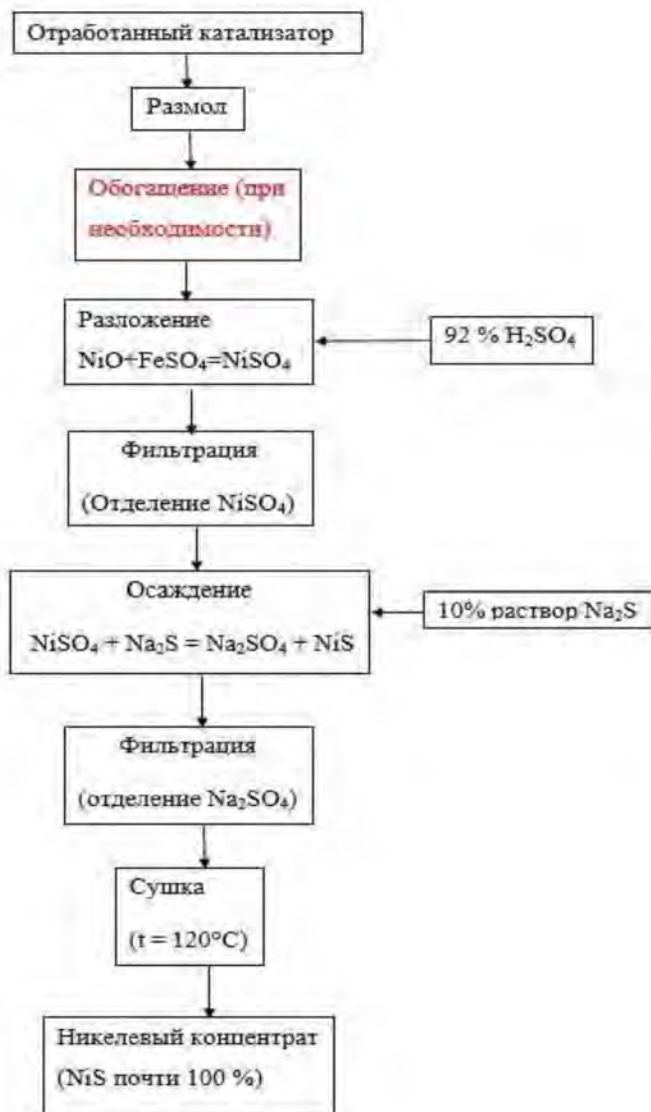 Отработанный катализатор
Размол
Обогащение (при
необходимости)
Разложение
NiO+FeSO₄=NiSO₄
92 % H₂SO₄
Фильтрация
(Отделение NiSO₄)
Осаждение
NiSO₄ + Na₂S = Na₂SO₄ + NiS
10% раствор Na₂S
Фильтрация
(отделение Na₂SO₄)
Сушка
(t = 120°C)
Никелевый концентрат
(NiS почти 100 %)